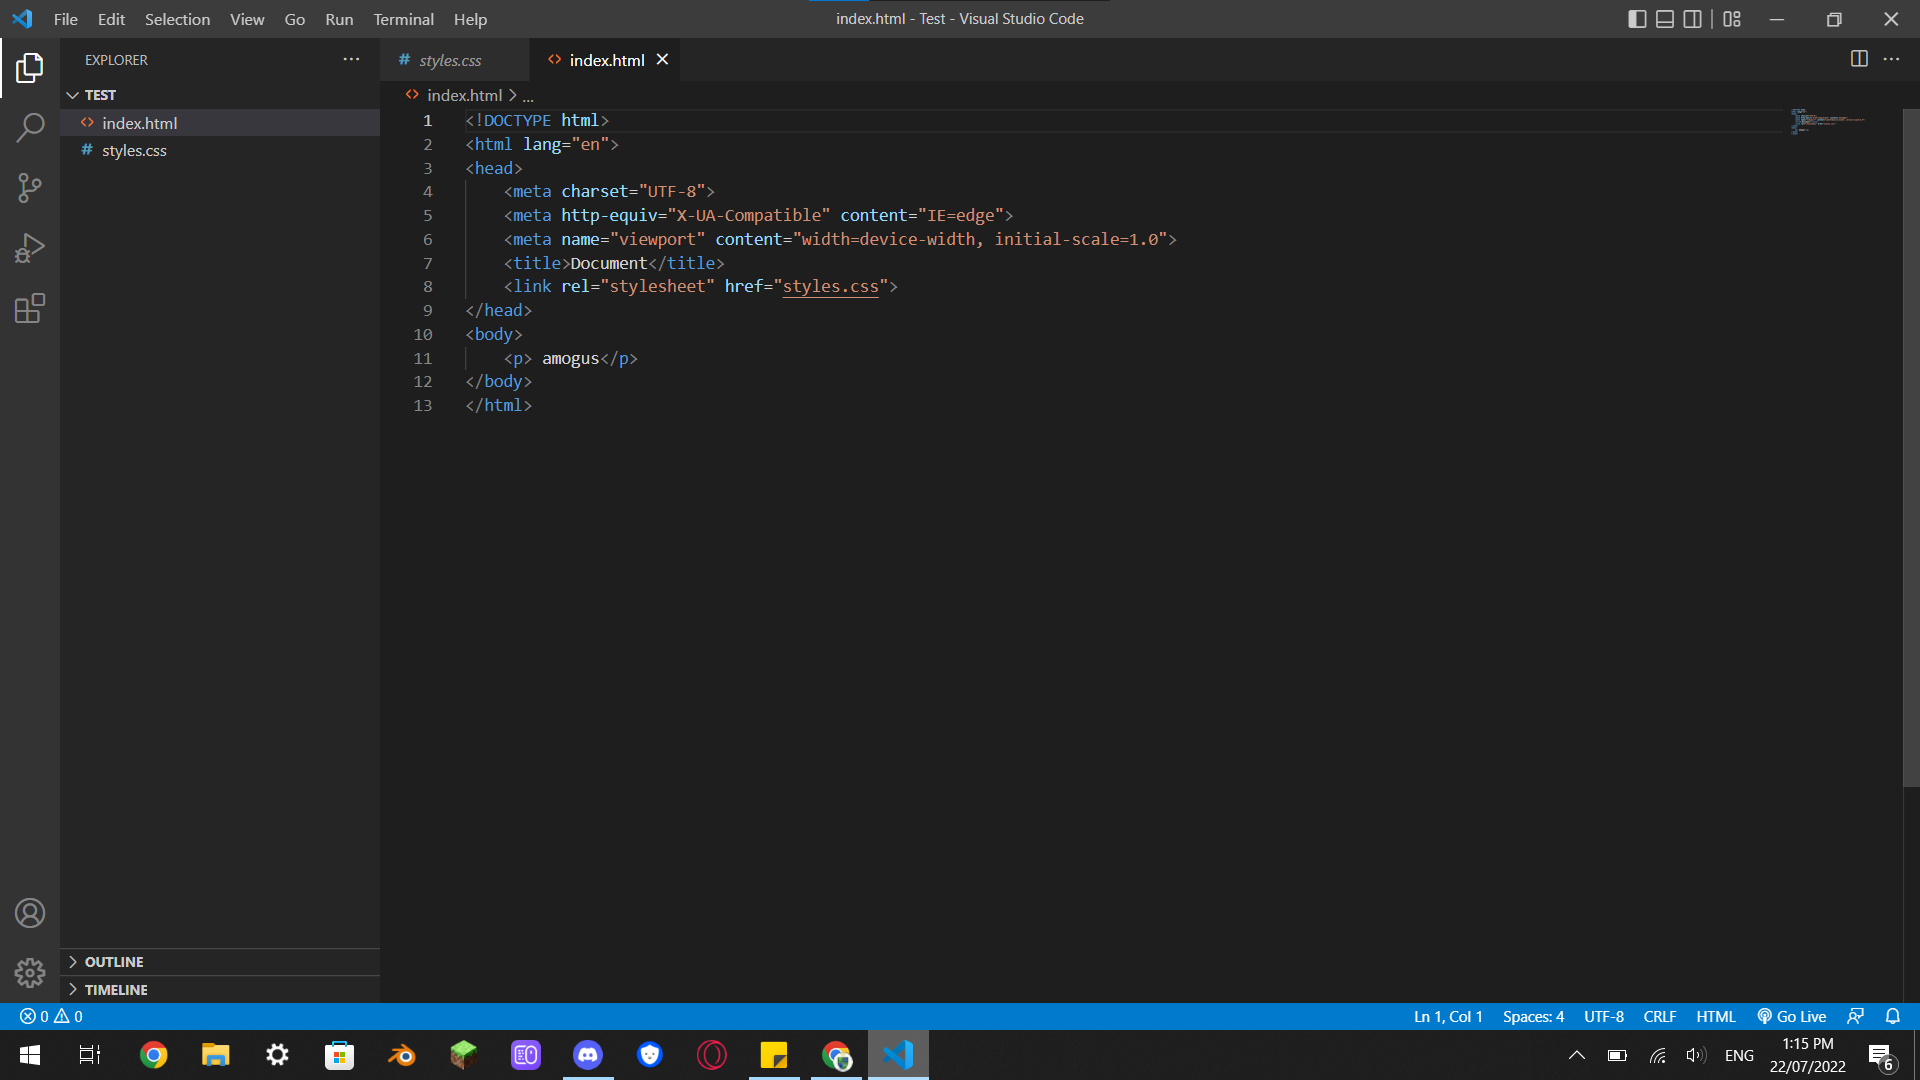 File Edit Selection View Go Run Terminal Help
index.html - Test - Visual Studio Code
EXPLORER
TEST
index.html
styles.css
OUTLINE
TIMELINE
styles.css
index.html
index.html > ...
1 <!DOCTYPE html>
2 <html lang="en">
3 <head>
4 <meta charset="UTF-8">
5 <meta http-equiv="X-UA-Compatible" content="IE=edge">
6 <meta name="viewport" content="width=device-width, initial-scale=1.0">
7 <title>Document</title>
8 <link rel="stylesheet" href="styles.css">
9 </head>
10 <body>
11 <p> amogus</p>
12 </body>
13 </html>
0 0
Ln 1, Col 1 Spaces: 4 UTF-8 CRLF HTML Go Live
ENG
1:15 PM
22/07/2022
6